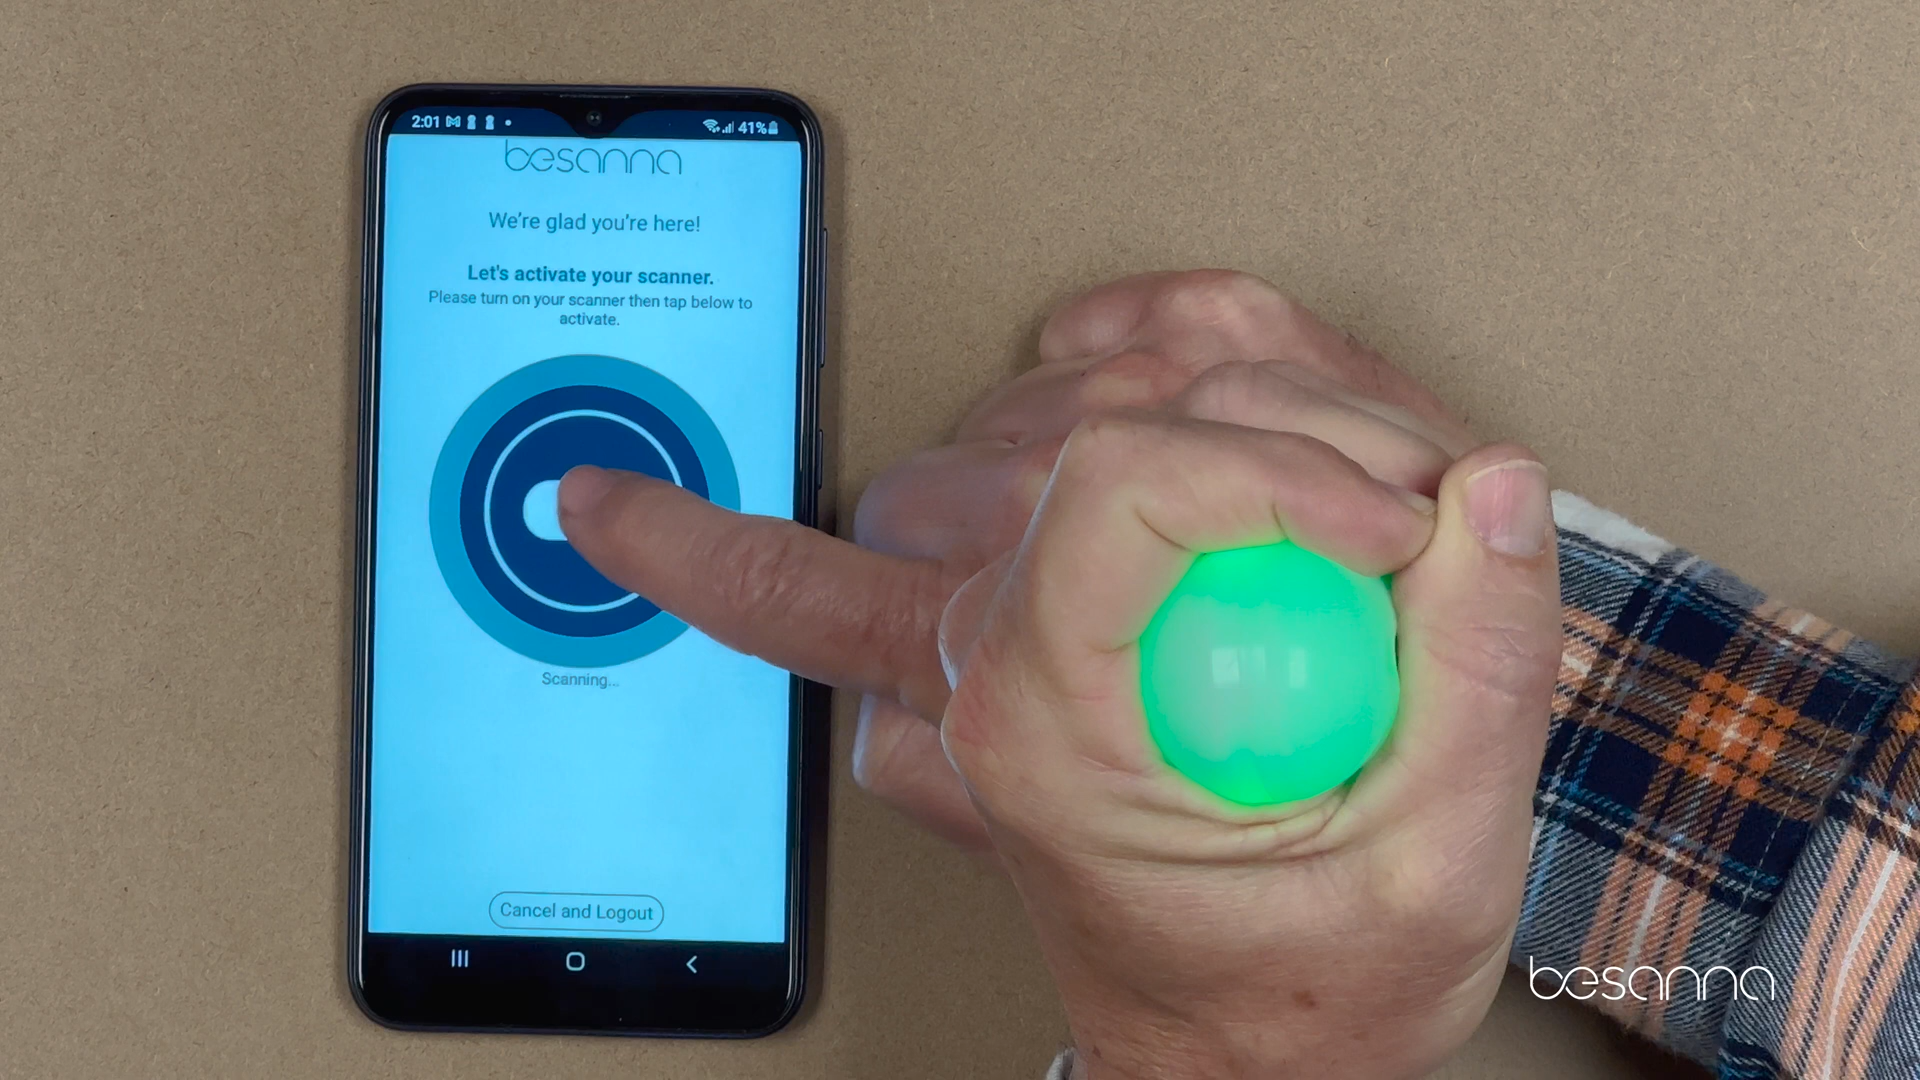 2:01
41%
besanna
We're glad you're here!
Let's activate your scanner.
Please turn on your scanner then tap below to
activate.
Scanning...
Cancel and Logout
besanna